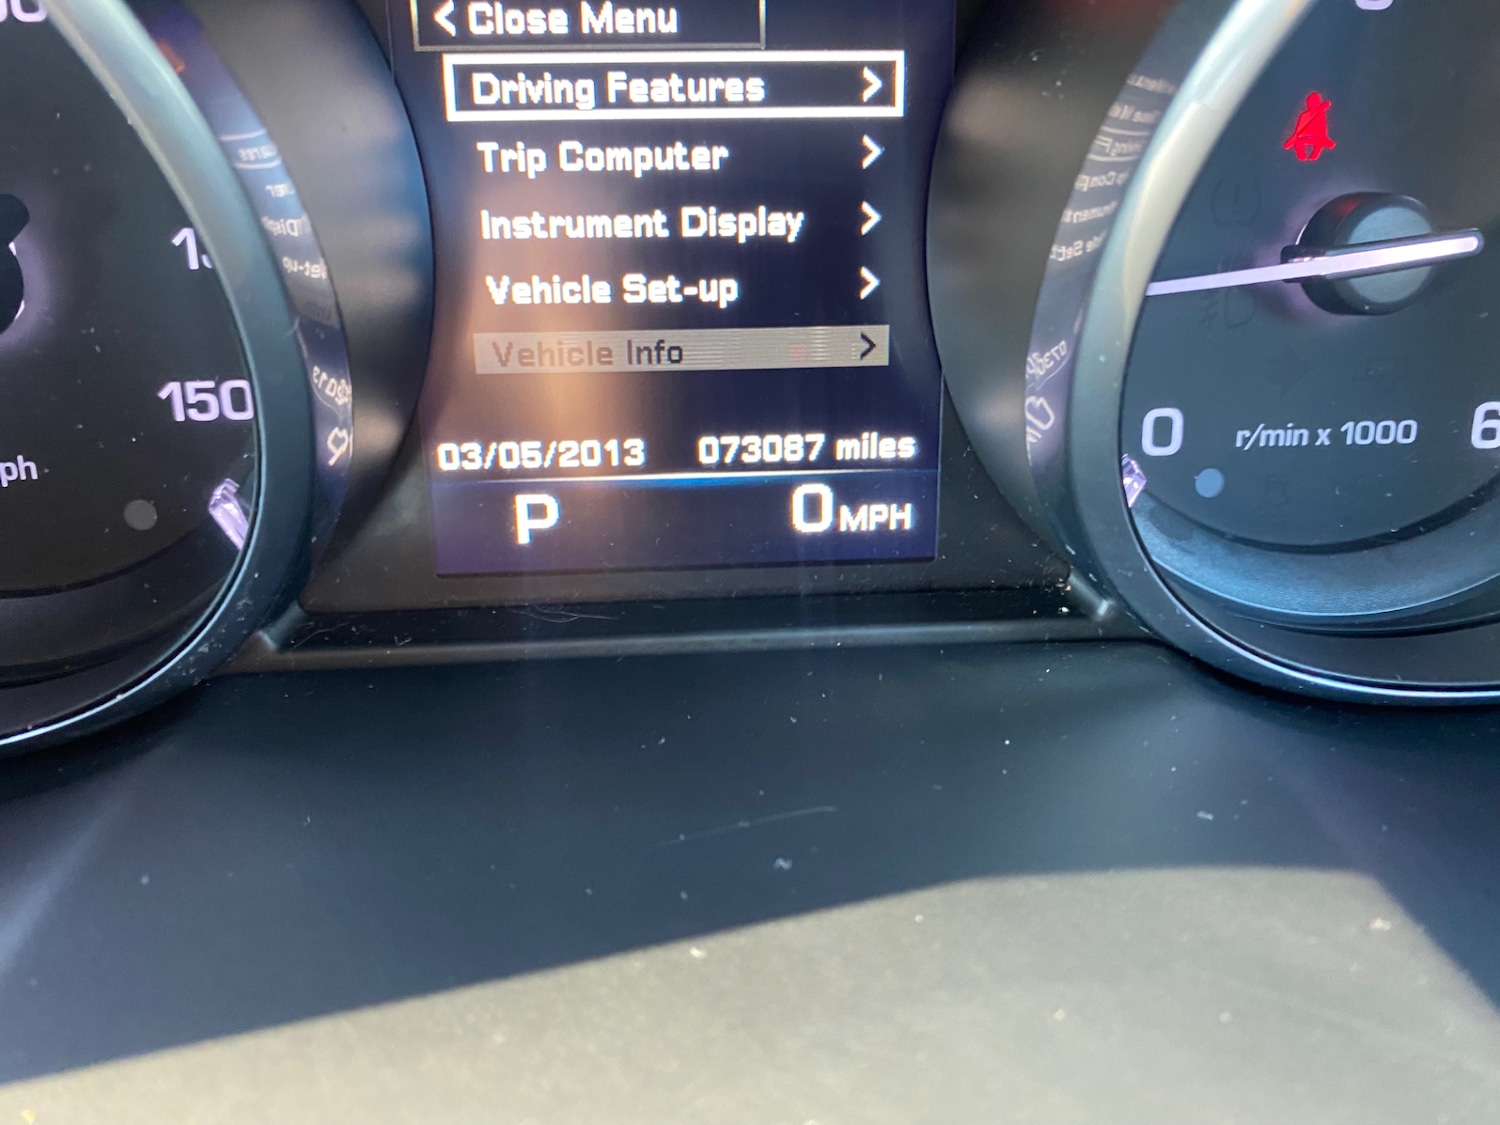 < Close Menu
Driving Features >
Trip Computer >
Instrument Display >
Vehicle Set-up >
Vehicle Info >
03/05/2013 073087 miles
P 0 MPH
150
ph
0 r/min x 1000 6